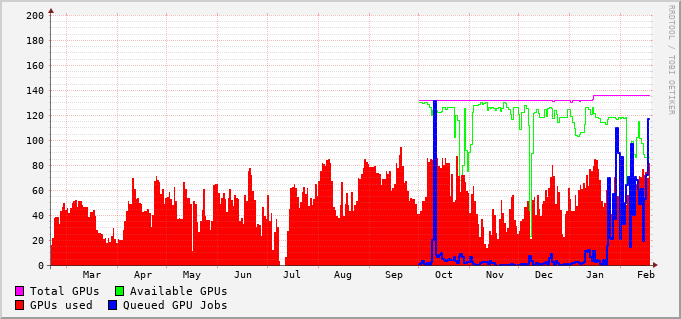 200
180
160
140
120
100
80
60
40
20
0
Mar Apr May Jun Jul Aug Sep Oct Nov Dec Jan Feb
Total GPUs Available GPUs
GPUs used Queued GPU Jobs
RRDTOOL / TOBI OETIKER